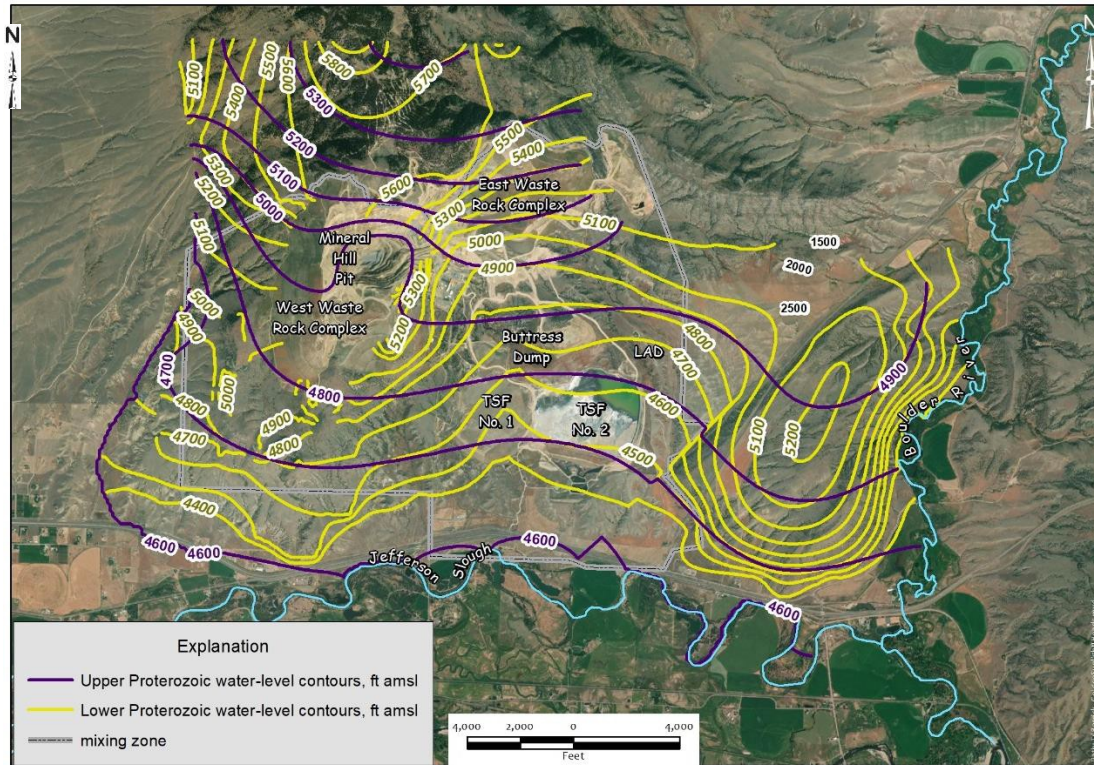 N
N
5100
5400
5500
5600
5300
5800
5700
5200
5500
5400
5100
5600
5300
5200
5000
5300
East Waste
Rock Complex
5100
Mineral
Hill
Pit
5000
4900
5100
5300
5200
West Waste
Rock Complex
5000
4900
4700
Buttress
Dump
LAD
4800
4700
1500
2000
2500
4900
Boulder River
4800
5000
4800
4900
4800
4700
TSF
No. 1
TSF
No. 2
4600
4500
5100
5200
4400
4600
4600
Jefferson
Slough
4600
4600
Explanation
Upper Proterozoic water-level contours, ft amsl
Lower Proterozoic water-level contours, ft amsl
mixing zone
4,000
2,000
0
4,000
Feet